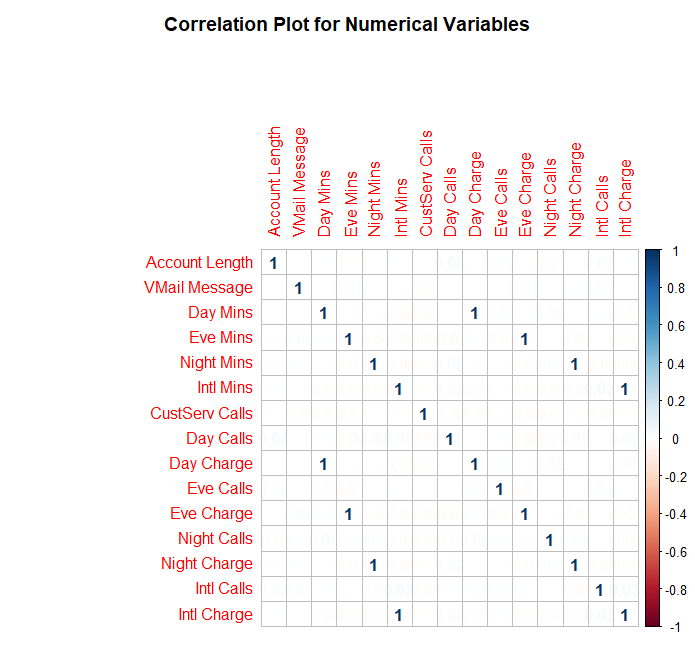 Correlation Plot for Numerical Variables
Account Length
VMail Message
Day Mins
Eve Mins
Night Mins
Intl Mins
CustServ Calls
Day Calls
Day Charge
Eve Calls
Eve Charge
Night Calls
Night Charge
Intl Calls
Intl Charge
Account Length 1
VMail Message 1
Day Mins 1 1
Eve Mins 1 1
Night Mins 1 1
Intl Mins 1 1
CustServ Calls 1
Day Calls 1
Day Charge 1 1
Eve Calls 1
Eve Charge 1 1
Night Calls 1
Night Charge 1 1
Intl Calls 1
Intl Charge 1 1
1
0.8
0.6
0.4
0.2
0
-0.2
-0.4
-0.6
-0.8
-1